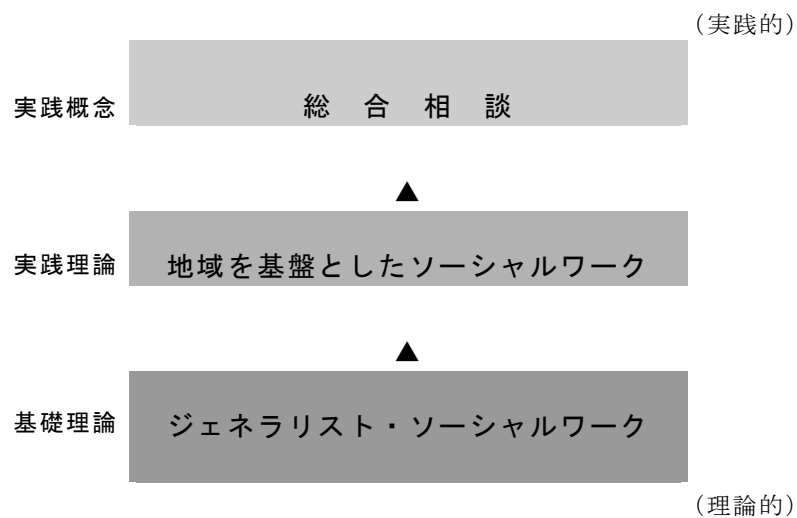 (実践的)
実践概念
総合相談
▲
実践理論
地域を基盤としたソーシャルワーク
▲
基礎理論
ジェネラリスト・ソーシャルワーク
(理論的)